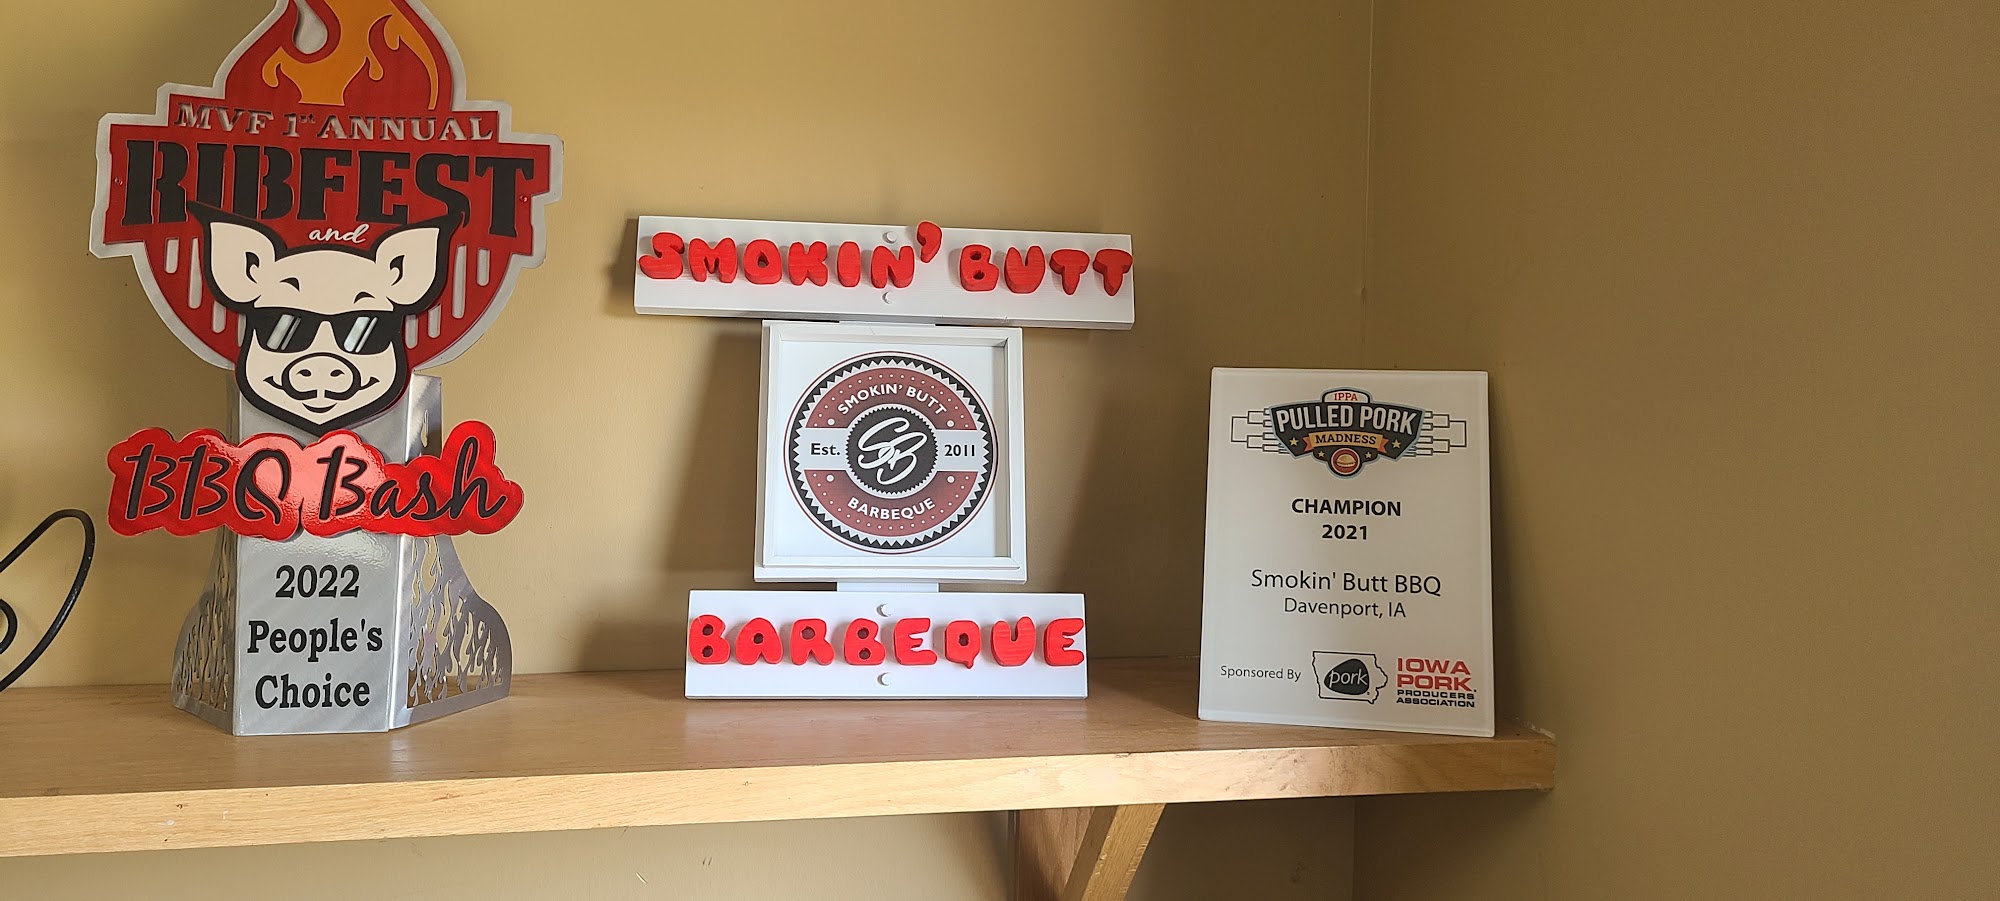 MVF 1st ANNUAL
RIBFEST
and
BBQ Bash
2022
People's
Choice
SMOKIN' BUTT
SMOKIN' BUTT
Est. SB 2011
BARBEQUE
BARBEQUE
IPPA
PULLED PORK
MADNESS
CHAMPION
2021
Smokin' Butt BBQ
Davenport, IA
Sponsored By
pork
IOWA
PORK
PRODUCERS
ASSOCIATION